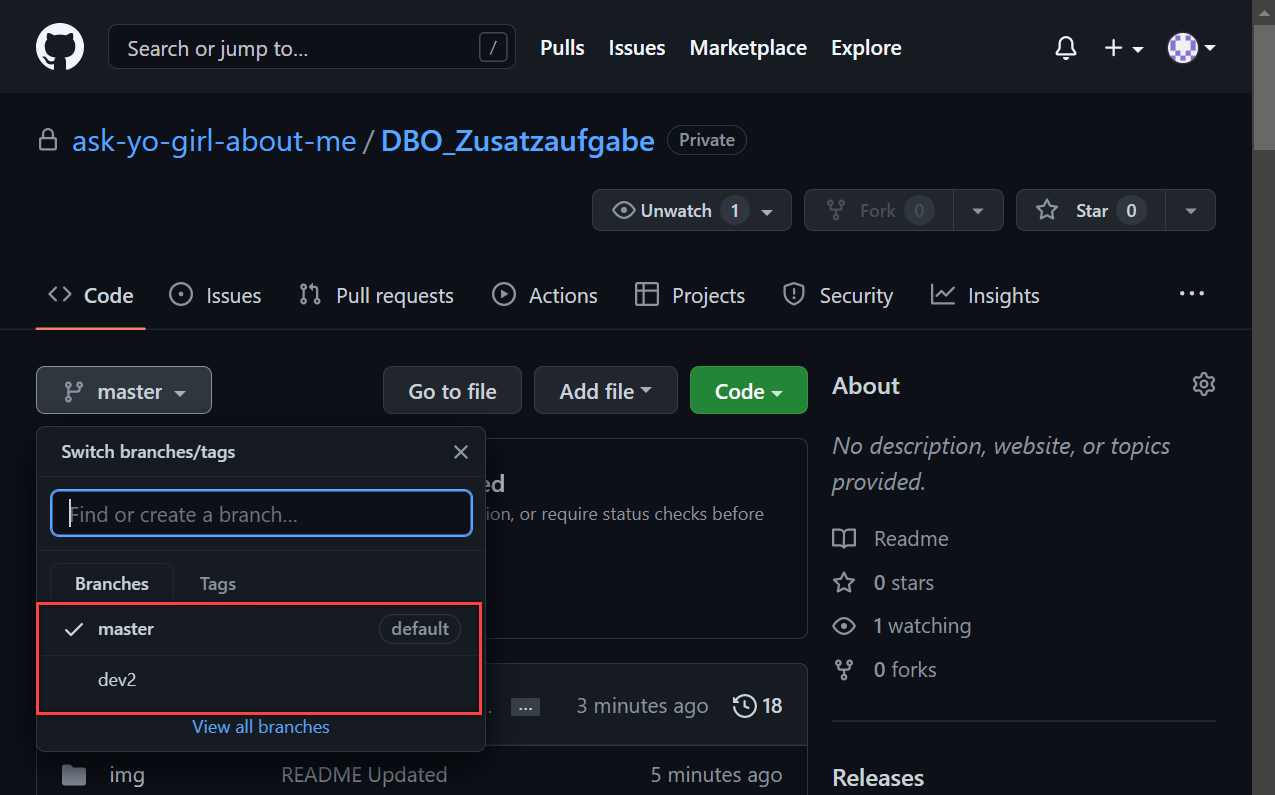 Search or jump to... / Pulls Issues Marketplace Explore
ask-yo-girl-about-me / DBO_Zusatzaufgabe Private
Unwatch 1 Fork 0 Star 0
Code Issues Pull requests Actions Projects Security Insights ...
master Go to file Add file Code
Switch branches/tags
Find or create a branch...
Branches Tags
master default
dev2
View all branches
ed
ion, or require status checks before
. ... 3 minutes ago 18
img README Updated 5 minutes ago
About
No description, website, or topics
provided.
Readme
0 stars
1 watching
0 forks
Releases